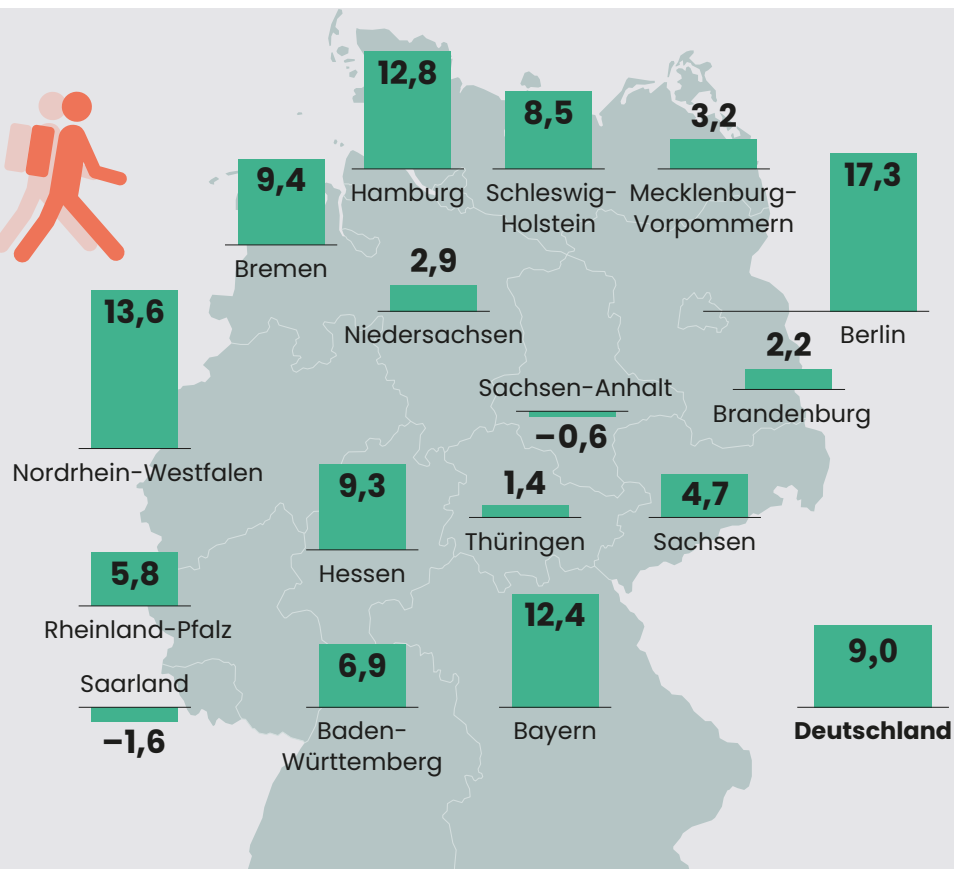 12,8
Hamburg
8,5
Schleswig-
Holstein
3,2
Mecklenburg-
Vorpommern
17,3
Berlin
9,4
Bremen
2,9
Niedersachsen
13,6
Nordrhein-Westfalen
2,2
Brandenburg
Sachsen-Anhalt
–0,6
9,3
Hessen
1,4
Thüringen
4,7
Sachsen
5,8
Rheinland-Pfalz
Saarland
–1,6
6,9
Baden-
Württemberg
12,4
Bayern
9,0
Deutschland